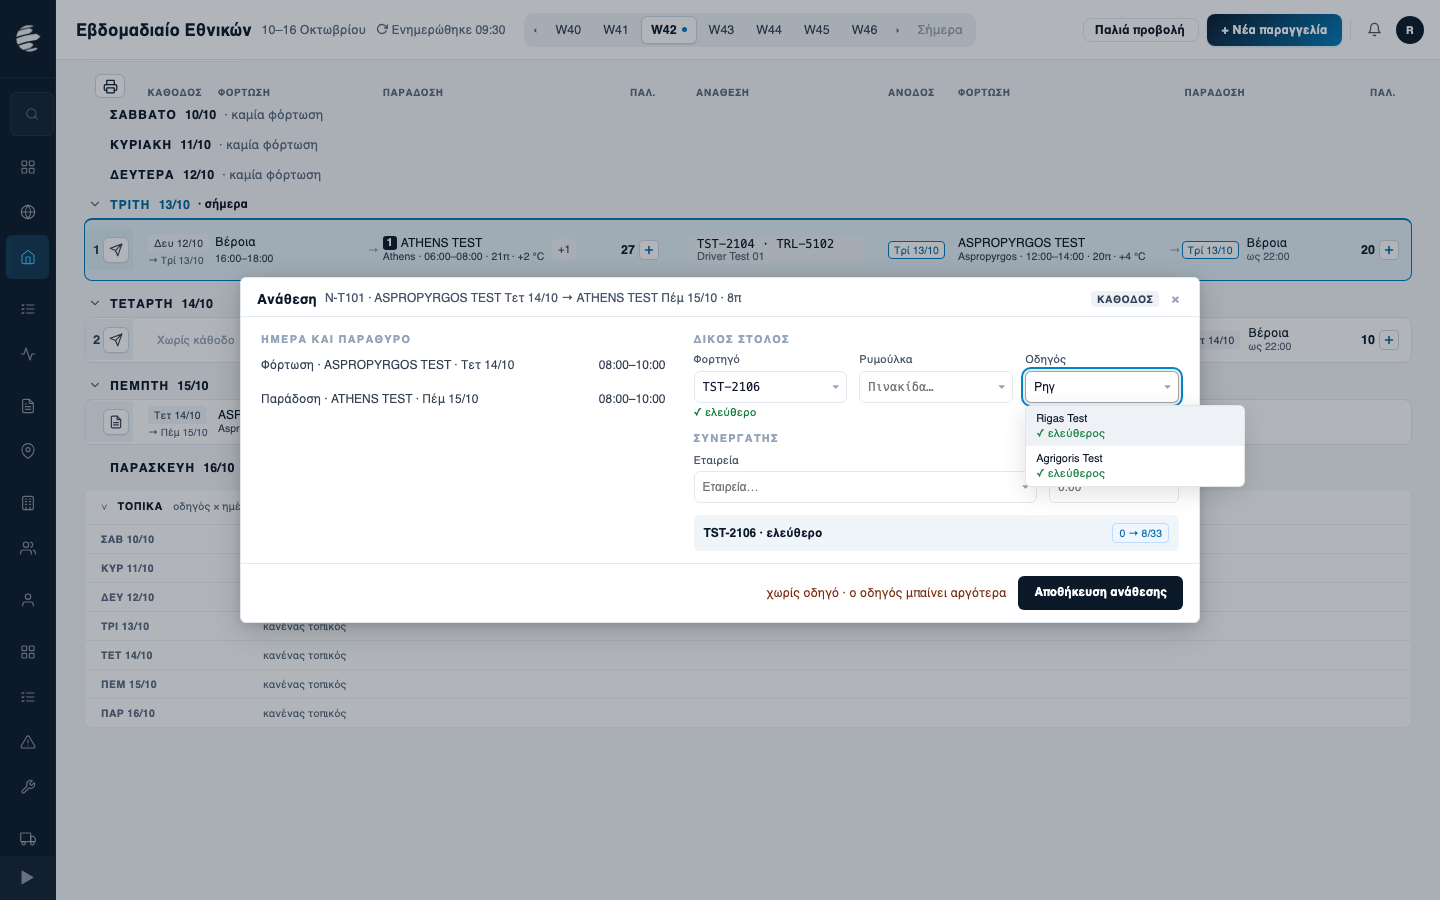 Εβδομαδιαίο Εθνικών 10–16 Οκτωβρίου Ενημερώθηκε 09:30 ‹ W40 W41 W42 W43 W44 W45 W46 › Σήμερα Παλιά προβολή + Νέα παραγγελία R
ΚΑΘΟΔΟΣ ΦΟΡΤΩΣΗ ΠΑΡΑΔΟΣΗ ΠΑΛ. ΑΝΑΘΕΣΗ ΑΝΟΔΟΣ ΦΟΡΤΩΣΗ ΠΑΡΑΔΟΣΗ ΠΑΛ.
ΣΑΒΒΑΤΟ 10/10 · καμία φόρτωση
ΚΥΡΙΑΚΗ 11/10 · καμία φόρτωση
ΔΕΥΤΕΡΑ 12/10 · καμία φόρτωση
ΤΡΙΤΗ 13/10 · σήμερα
1 Δευ 12/10 Βέροια → 1 ATHENS TEST +1 27 + TST-2104 · TRL-5102 Τρί 13/10 ASPROPYRGOS TEST → Τρί 13/10 Βέροια 20 +
→ Τρί 13/10 16:00–18:00 Athens · 06:00–08:00 · 21π · +2 °C Driver Test 01 Aspropyrgos · 12:00–14:00 · 20π · +4 °C ως 22:00
ΤΕΤΑΡΤΗ 14/10
2 Χωρίς κάθοδο τ 14/10 Βέροια 10 +
ως 22:00
ΠΕΜΠΤΗ 15/10
Τετ 14/10 ASP
→ Πέμ 15/10 Aspr
ΠΑΡΑΣΚΕΥΗ 16/10
ΤΟΠΙΚΑ οδηγός × ημέ
ΣΑΒ 10/10
ΚΥΡ 11/10
ΔΕΥ 12/10
ΤΡΙ 13/10 κανένας τοπικός
ΤΕΤ 14/10 κανένας τοπικός
ΠΕΜ 15/10 κανένας τοπικός
ΠΑΡ 16/10 κανένας τοπικός
Ανάθεση N-T101 · ASPROPYRGOS TEST Τετ 14/10 → ATHENS TEST Πέμ 15/10 · 8π ΚΑΘΟΔΟΣ ×
ΗΜΕΡΑ ΚΑΙ ΠΑΡΑΘΥΡΟ
Φόρτωση · ASPROPYRGOS TEST · Τετ 14/10 08:00–10:00
Παράδοση · ATHENS TEST · Πέμ 15/10 08:00–10:00
ΔΙΚΟΣ ΣΤΟΛΟΣ
Φορτηγό Ρυμούλκα Οδηγός
TST-2106 Πινακίδα… Ρηγ
✓ ελεύθερο
Rigas Test
✓ ελεύθερος
Agrigoris Test
✓ ελεύθερος
ΣΥΝΕΡΓΑΤΗΣ
Εταιρεία
Εταιρεία… 0.00
TST-2106 · ελεύθερο 0 → 8/33
χωρίς οδηγό · ο οδηγός μπαίνει αργότερα Αποθήκευση ανάθεσης